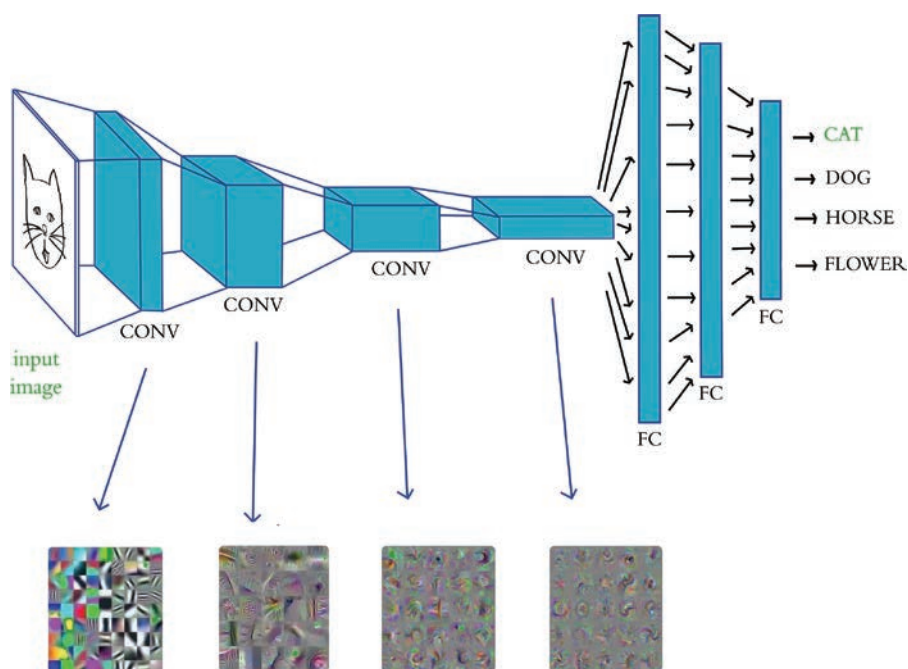 CAT
DOG
HORSE
FLOWER
CONV
CONV
CONV
CONV
FC
FC
FC
input
image